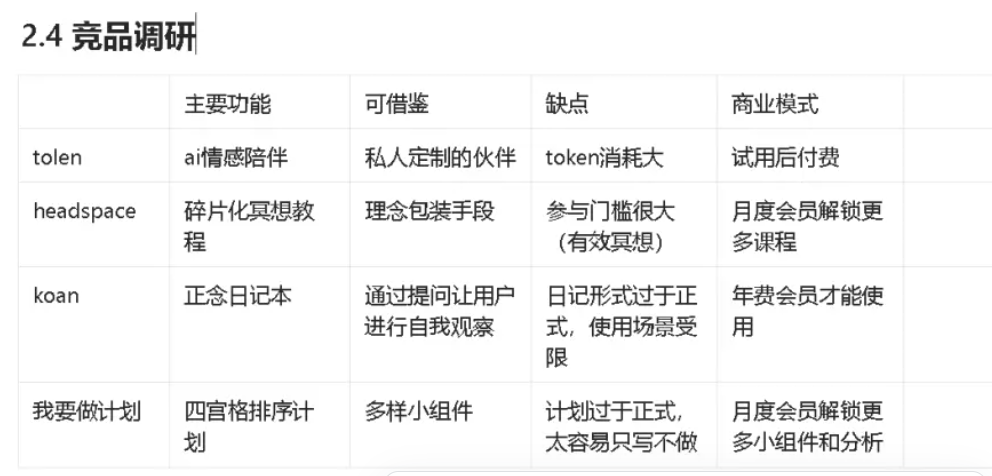 2.4 竞品调研
主要功能 可借鉴 缺点 商业模式
tolen ai情感陪伴 私人定制的伙伴 token消耗大 试用后付费
headspace 碎片化冥想教 理念包装手段 参与门槛很大 月度会员解锁更
程 （有效冥想） 多课程
koan 正念日记本 通过提问让用户 日记形式过于正 年费会员才能使
进行自我观察 式，使用场景受 用
限
我要做计划 四宫格排序计 多样小组件 计划过于正式， 月度会员解锁更
划 太容易只写不做 多小组件和分析